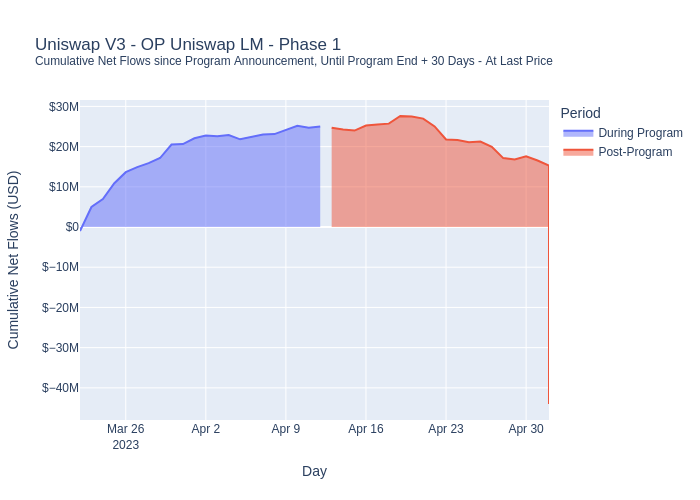 Uniswap V3 - OP Uniswap LM - Phase 1
Cumulative Net Flows since Program Announcement, Until Program End + 30 Days - At Last Price
Period
During Program
Post-Program
Cumulative Net Flows (USD)
$30M
$20M
$10M
$0
$−10M
$−20M
$−30M
$−40M
Mar 26
2023
Apr 2
Apr 9
Apr 16
Apr 23
Apr 30
Day